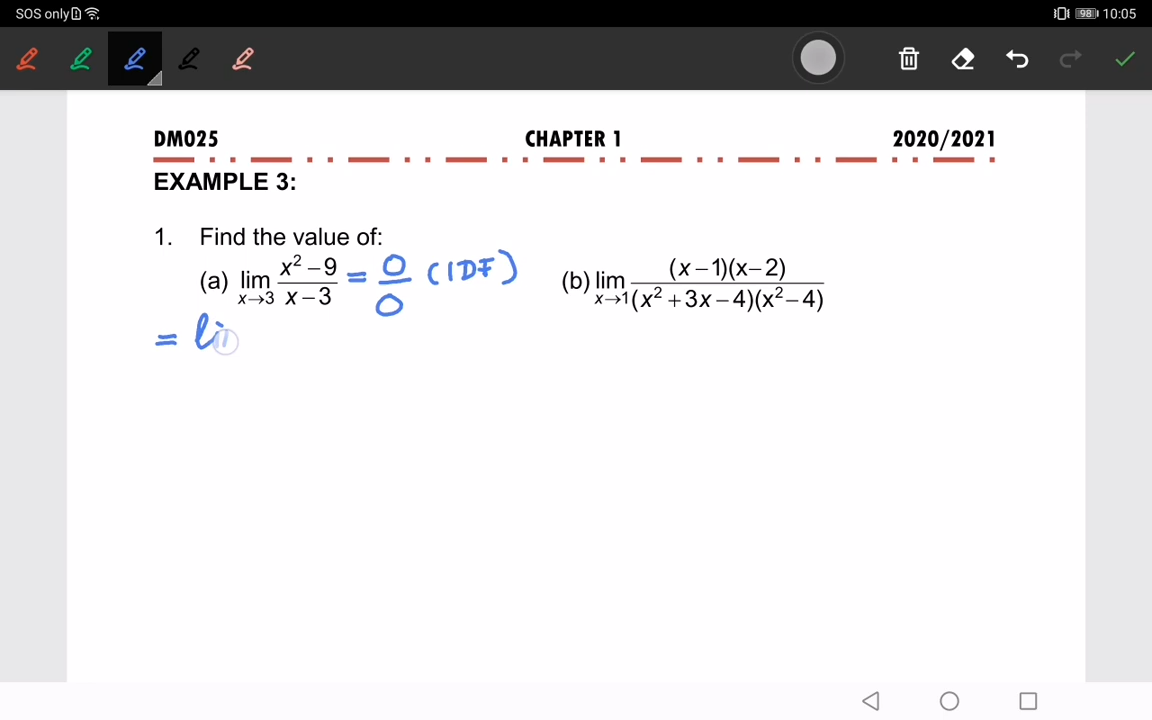 SOS only 98 10:05
DM025 CHAPTER 1 2020/2021
EXAMPLE 3:
1. Find the value of:
(a) lim x→3 (x² – 9)/(x – 3) = 0/0 (IDF) (b) lim x→1 (x – 1)(x – 2)/(x² + 3x – 4)(x² – 4)
= li